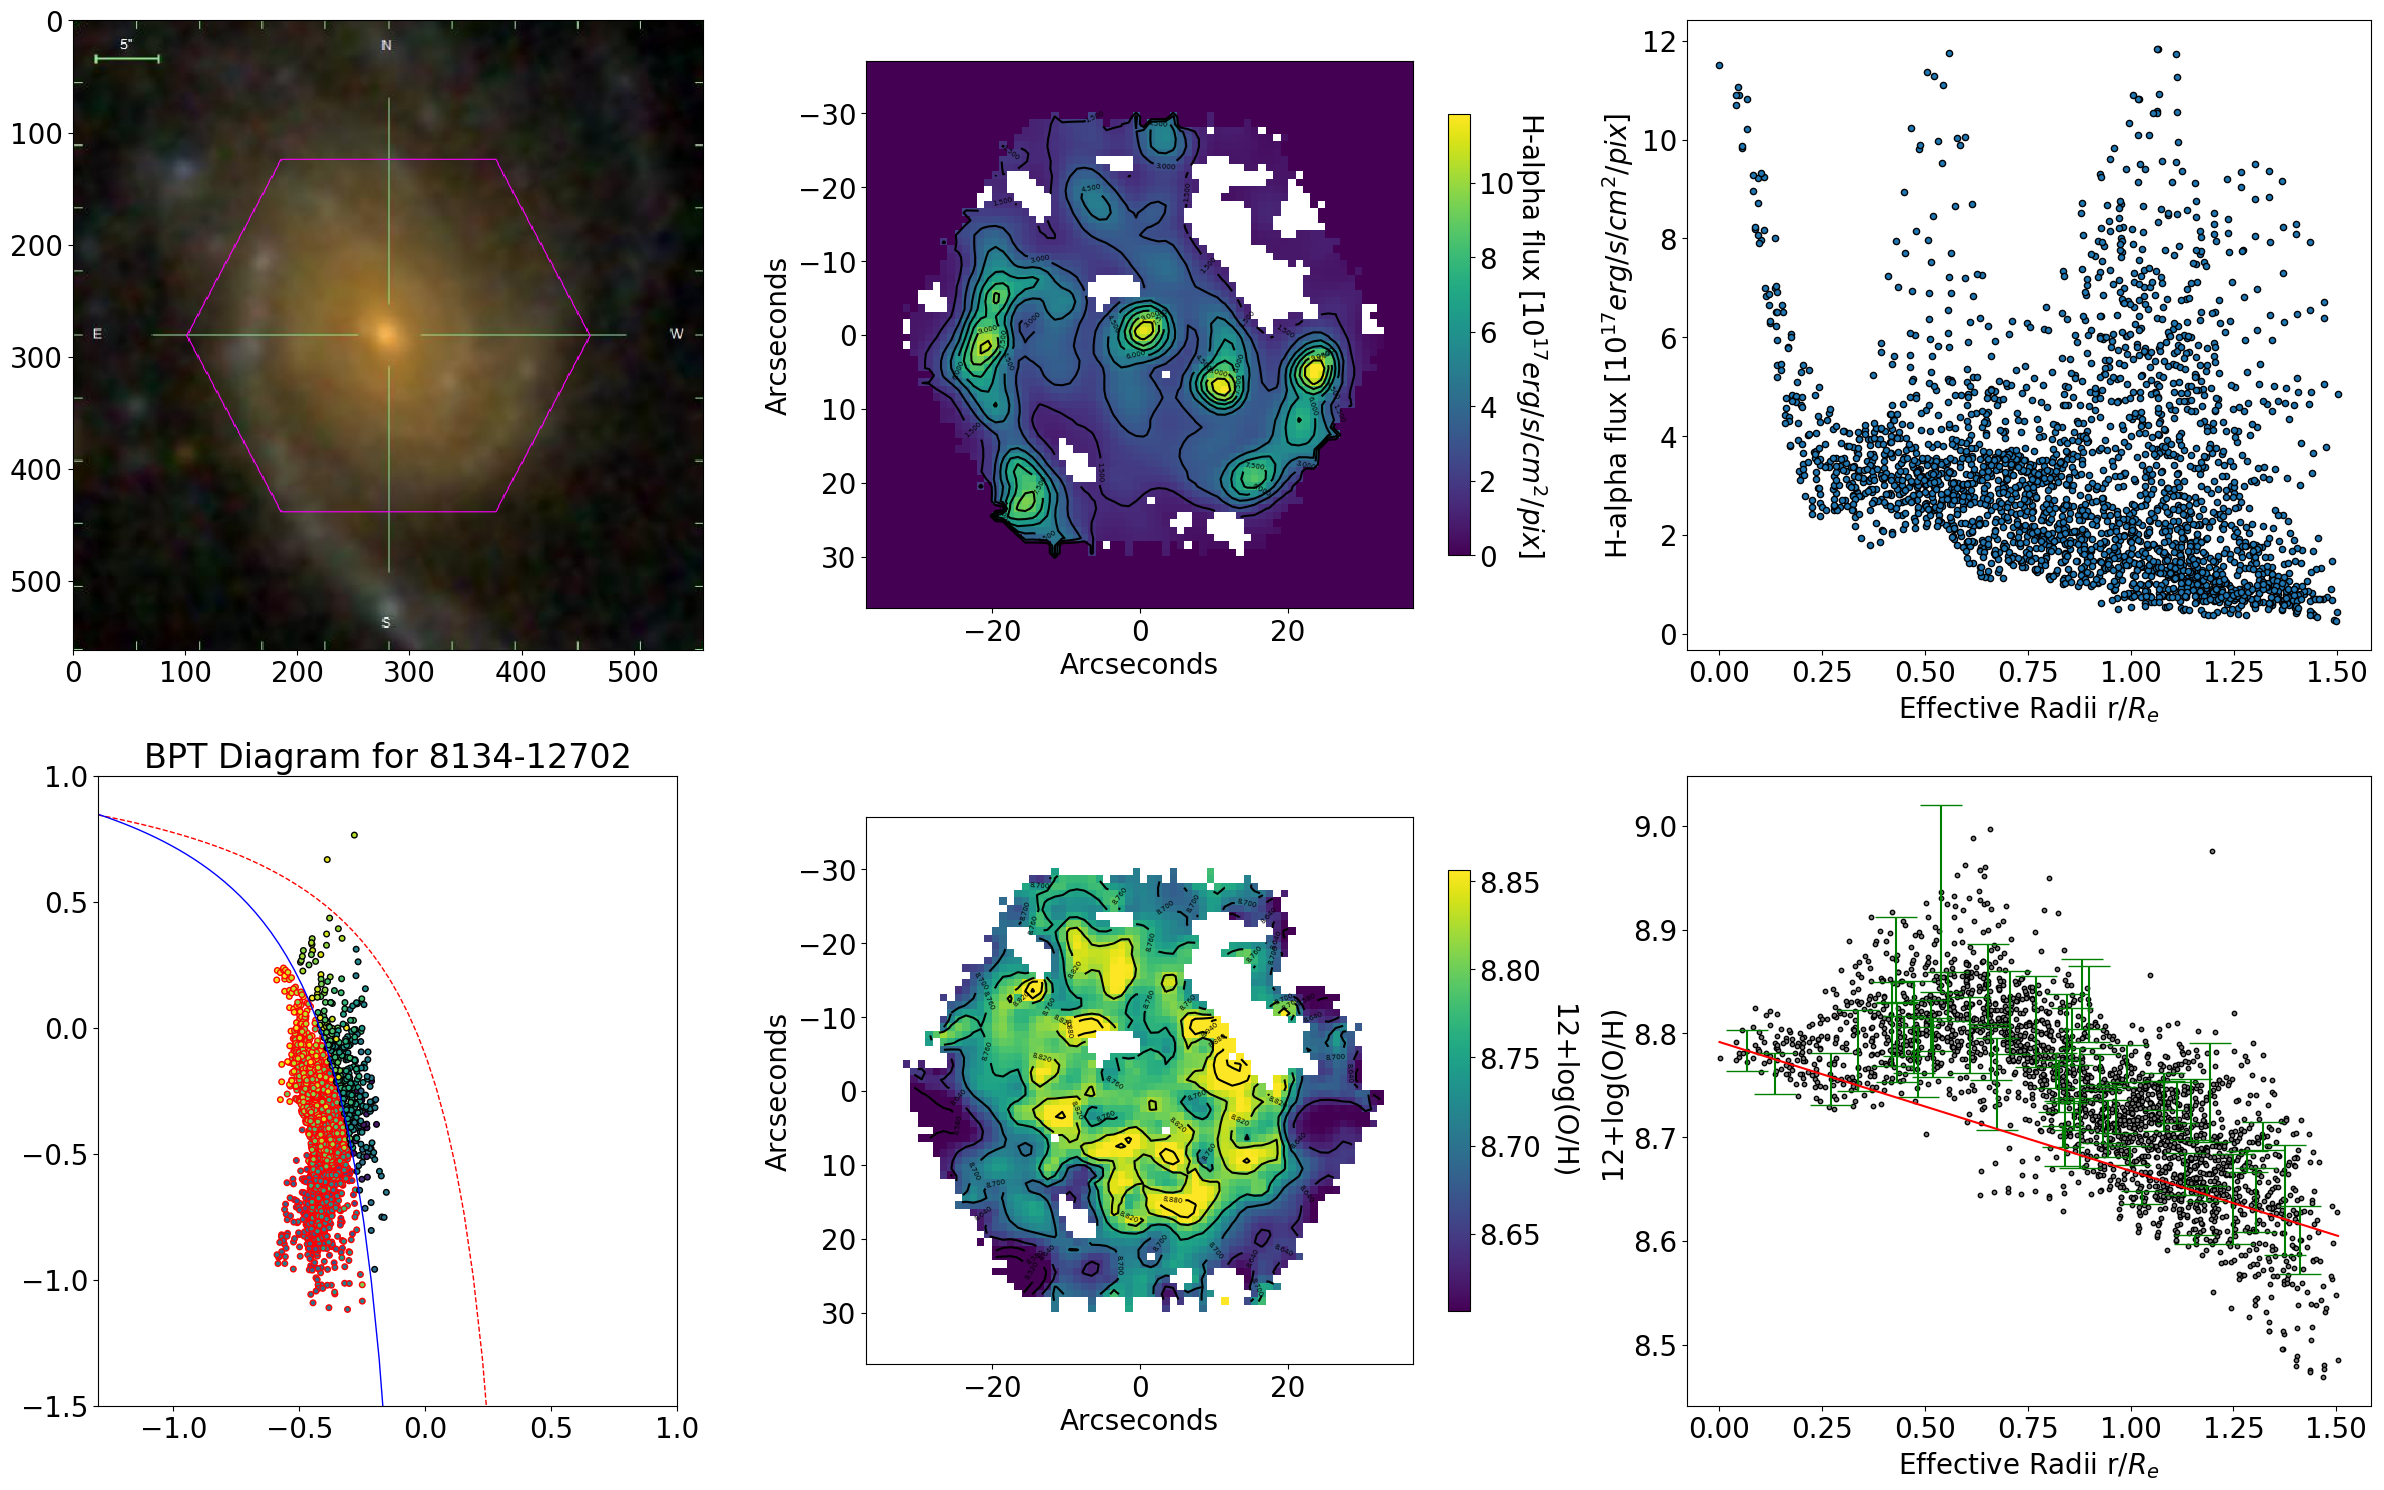 0
100
200
300
400
500
0 100 200 300 400 500
5"
N
E
W
S
−30
−20
−10
0
10
20
30
−20 0 20
Arcseconds
Arcseconds
10
8
6
4
2
0
H-alpha flux [10^17 erg/s/cm^2/pix]
12
10
8
6
4
2
0
0.00 0.25 0.50 0.75 1.00 1.25 1.50
H-alpha flux [10^17 erg/s/cm^2/pix]
Effective Radii r/R_e
BPT Diagram for 8134-12702
1.0
0.5
0.0
−0.5
−1.0
−1.5
−1.0 −0.5 0.0 0.5 1.0
−30
−20
−10
0
10
20
30
−20 0 20
Arcseconds
Arcseconds
8.85
8.80
8.75
8.70
8.65
12+log(O/H)
9.0
8.9
8.8
8.7
8.6
8.5
0.00 0.25 0.50 0.75 1.00 1.25 1.50
12+log(O/H)
Effective Radii r/R_e